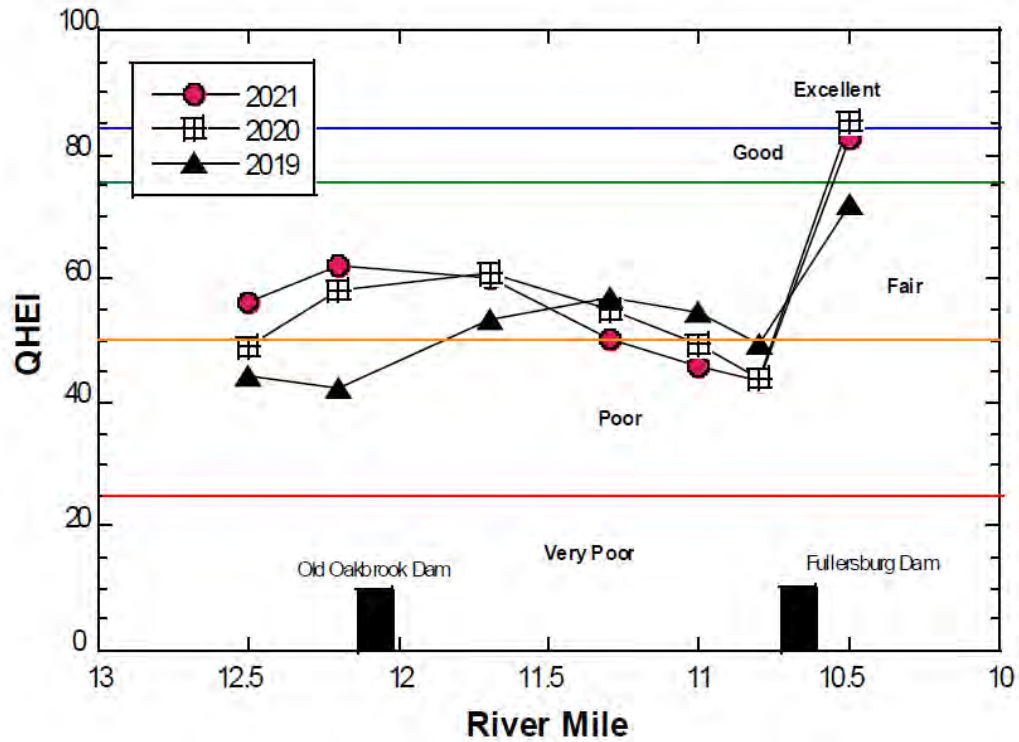 100
80
60
40
20
0
QHEI
2021
2020
2019
Excellent
Good
Fair
Poor
Very Poor
Old Oakbrook Dam
Fullersburg Dam
13
12.5
12
11.5
11
10.5
10
River Mile